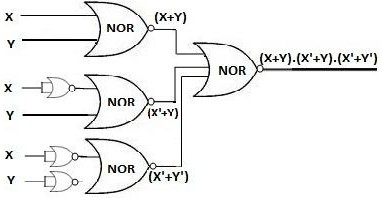 X
(X+Y)
Y
NOR
(X+Y).(X'+Y).(X'+Y')
NOR
X
NOR
Y
(X'+Y)
X
NOR
Y
(X'+Y')